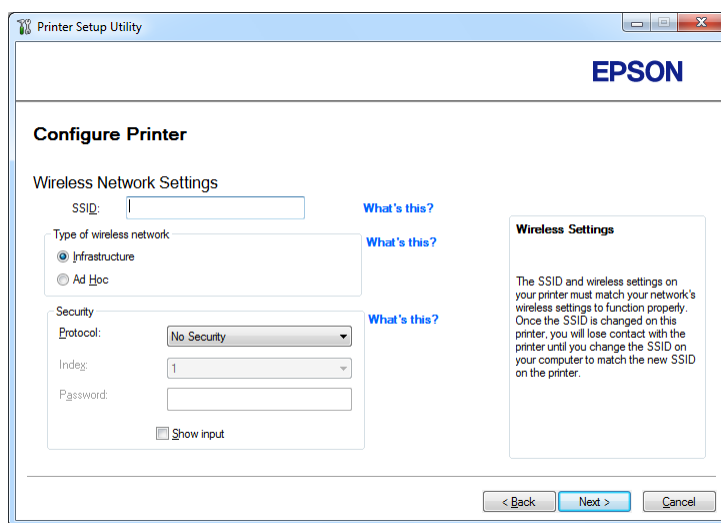 Printer Setup Utility
EPSON
Configure Printer
Wireless Network Settings
SSID:
What's this?
Type of wireless network
What's this?
Infrastructure
Ad Hoc
Security
What's this?
Protocol:
No Security
Index:
1
Password:
Show input
Wireless Settings
The SSID and wireless settings on
your printer must match your network's
wireless settings to function properly.
Once the SSID is changed on this
printer, you will lose contact with the
printer until you change the SSID on
your computer to match the new SSID
on the printer.
< Back
Next >
Cancel